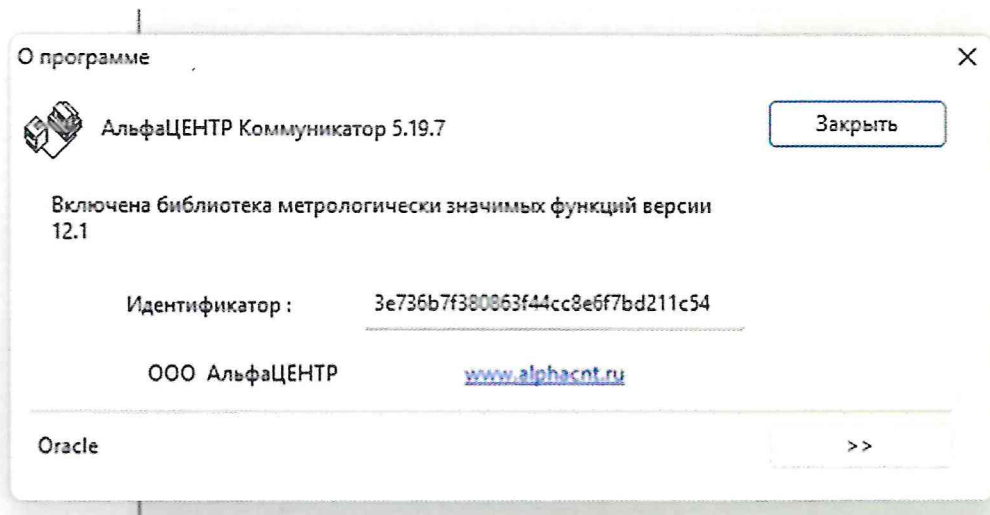 О программе
АльфаЦЕНТР Коммуникатор 5.19.7
Закрыть
Включена библиотека метрологически значимых функций версии
12.1
Идентификатор :
3e736b7f380863f44cc8e6f7bd211c54
ООО АльфаЦЕНТР
www.alphacnt.ru
Oracle
>>